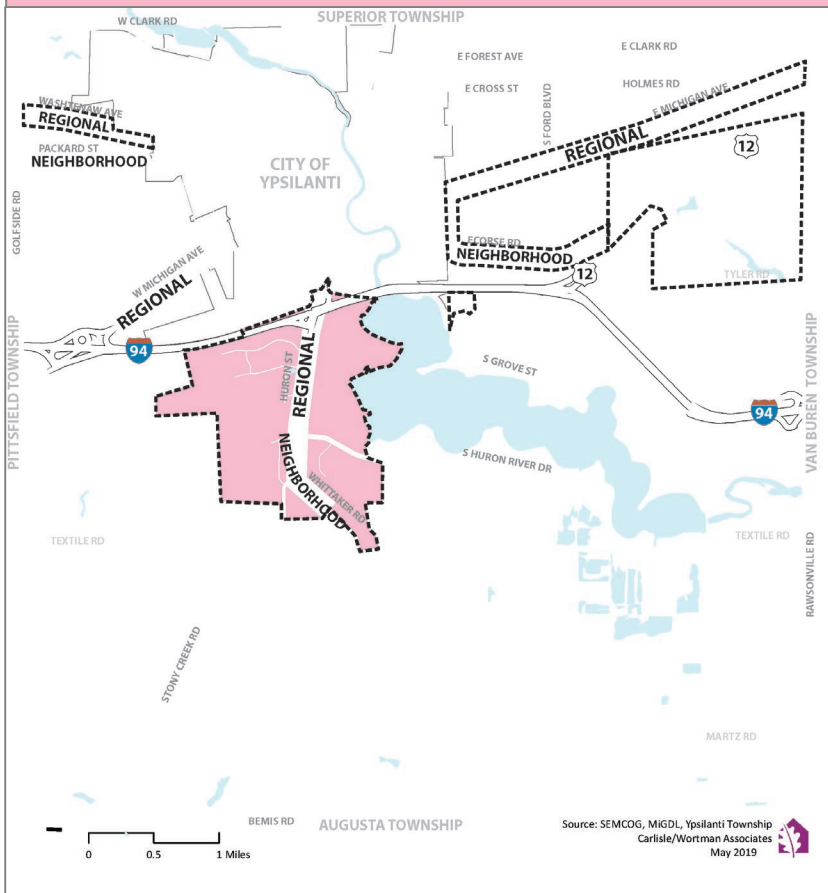 SUPERIOR TOWNSHIP
W CLARK RD
E FOREST AVE
E CLARK RD
E CROSS ST
HOLMES RD
E MICHIGAN AVE
S FORD BLVD
WASHTENAW AVE
REGIONAL
PACKARD ST
NEIGHBORHOOD
CITY OF
YPSILANTI
REGIONAL
12
GOLFSIDE RD
W MICHIGAN AVE
REGIONAL
ECORSE RD
NEIGHBORHOOD
12
TYLER RD
94
PITTSFIELD TOWNSHIP
HURON ST
REGIONAL
S GROVE ST
94
VAN BUREN TOWNSHIP
NEIGHBORHOOD
WHITTAKER RD
S HURON RIVER DR
TEXTILE RD
TEXTILE RD
RAWSONVILLE RD
STONY CREEK RD
MARTZ RD
BEMIS RD
AUGUSTA TOWNSHIP
0 0.5 1 Miles
Source: SEMCOG, MiGDL, Ypsilanti Township
Carlisle/Wortman Associates
May 2019